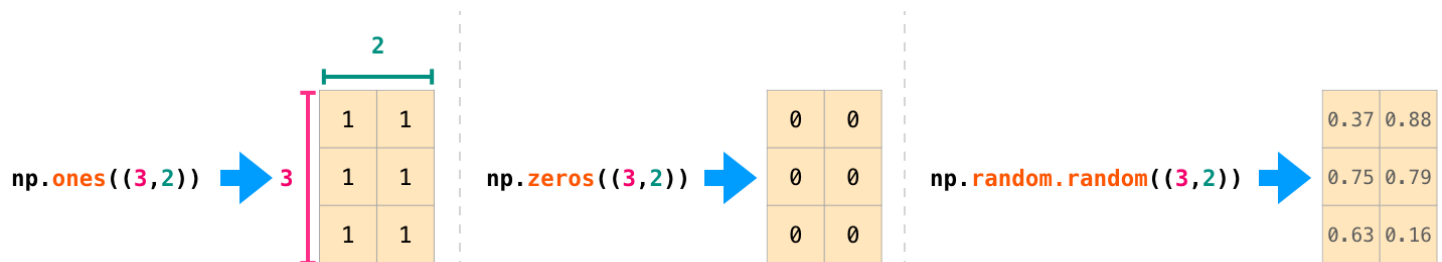 2
1 1
np.ones((3,2)) 3 1 1
1 1
0 0
np.zeros((3,2)) 0 0
0 0
0.37 0.88
np.random.random((3,2)) 0.75 0.79
0.63 0.16